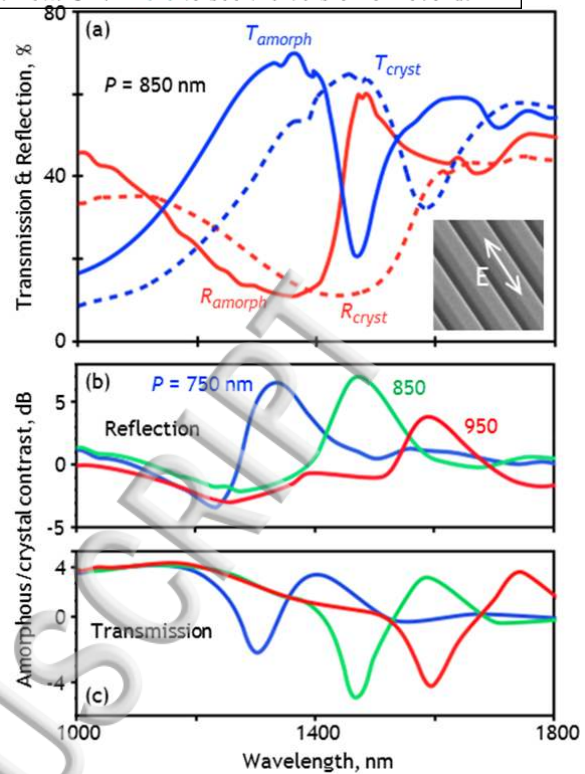 80
(a)
T_amorph
T_cryst
P = 850 nm
40
E
R_amorph
R_cryst
0
Transmission & Reflection, %
(b)
P = 750 nm
850
950
5
Reflection
0
-5
4
0
Transmission
-4
(c)
Amorphous/crystal contrast, dB
1000
1400
1800
Wavelength, nm
USCRIPT